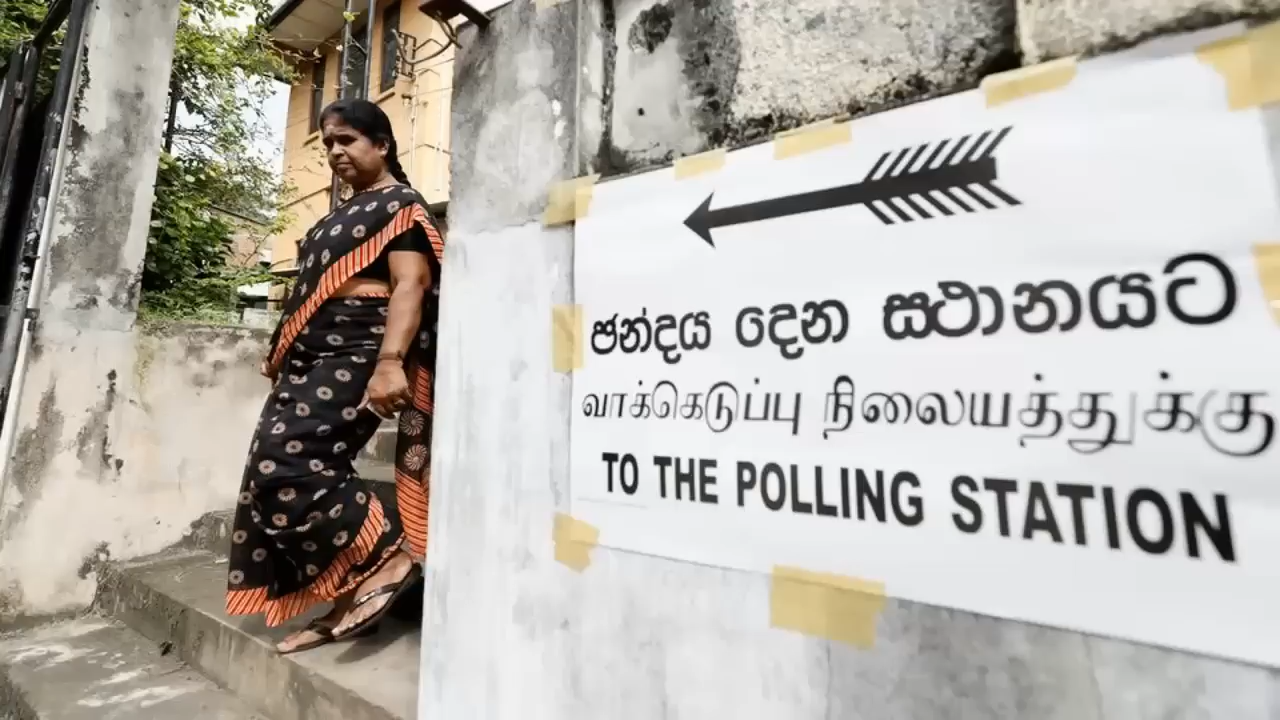 ඡන්දය දෙන ස්ථානයට
வாக்கெடுப்பு நிலையத்துக்கு
TO THE POLLING STATION